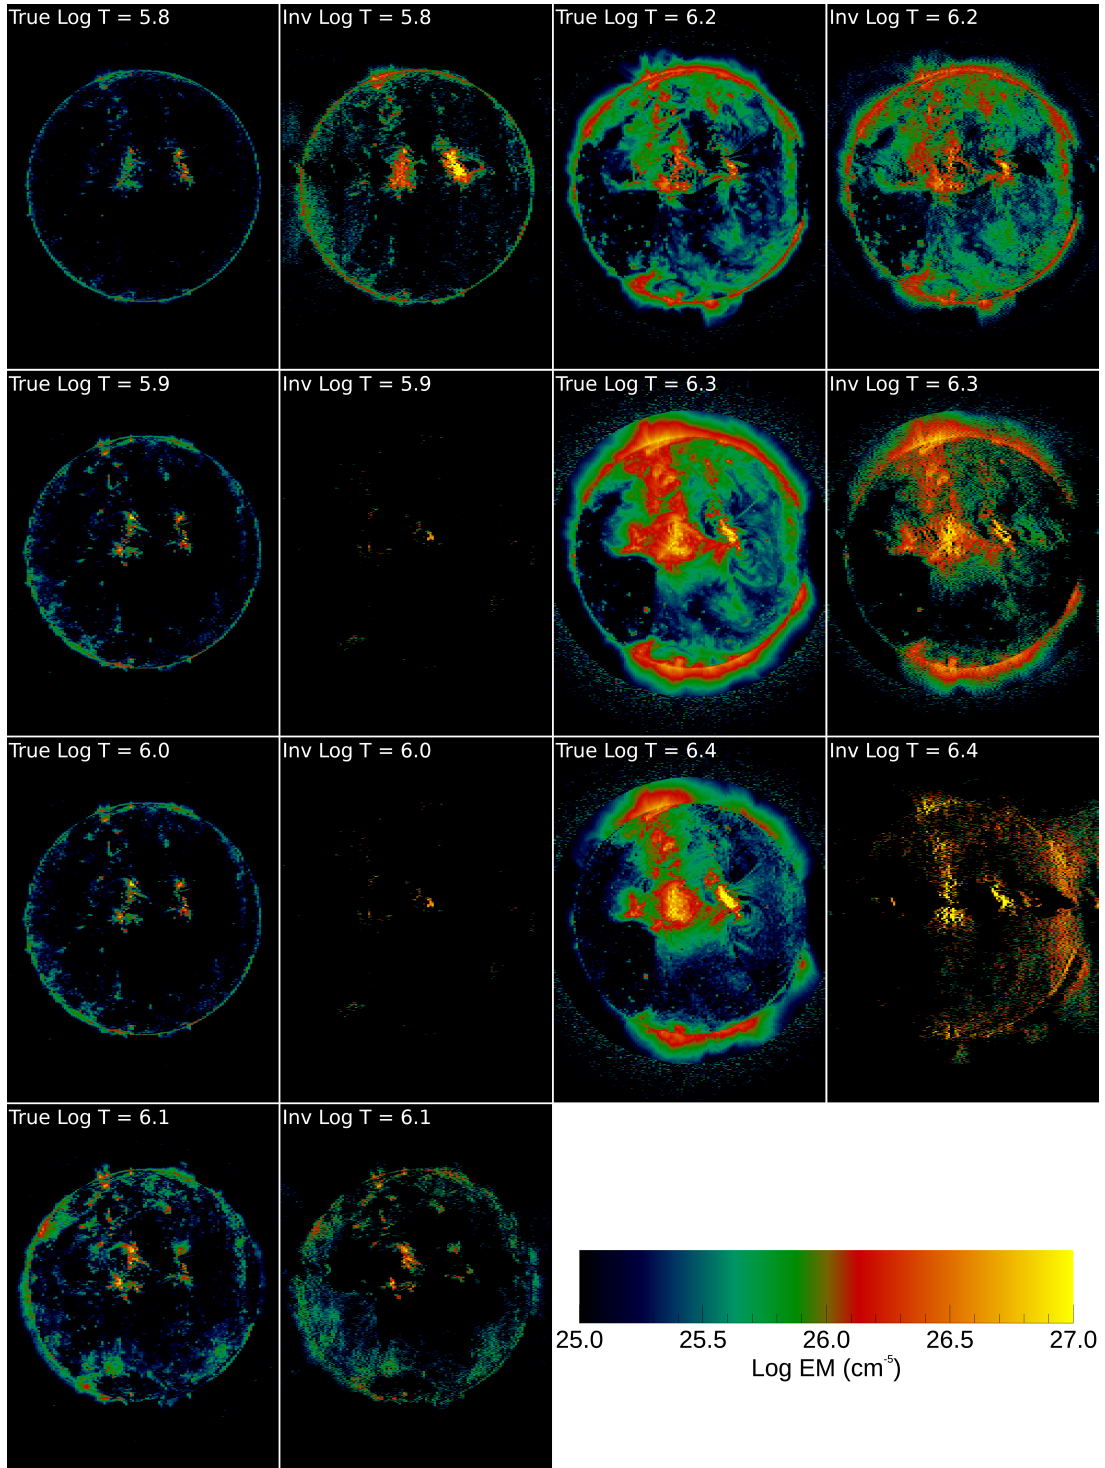 True Log T = 5.8
Inv Log T = 5.8
True Log T = 6.2
Inv Log T = 6.2
True Log T = 5.9
Inv Log T = 5.9
True Log T = 6.3
Inv Log T = 6.3
True Log T = 6.0
Inv Log T = 6.0
True Log T = 6.4
Inv Log T = 6.4
True Log T = 6.1
Inv Log T = 6.1
25.0 25.5 26.0 26.5 27.0
Log EM (cm⁻⁵)